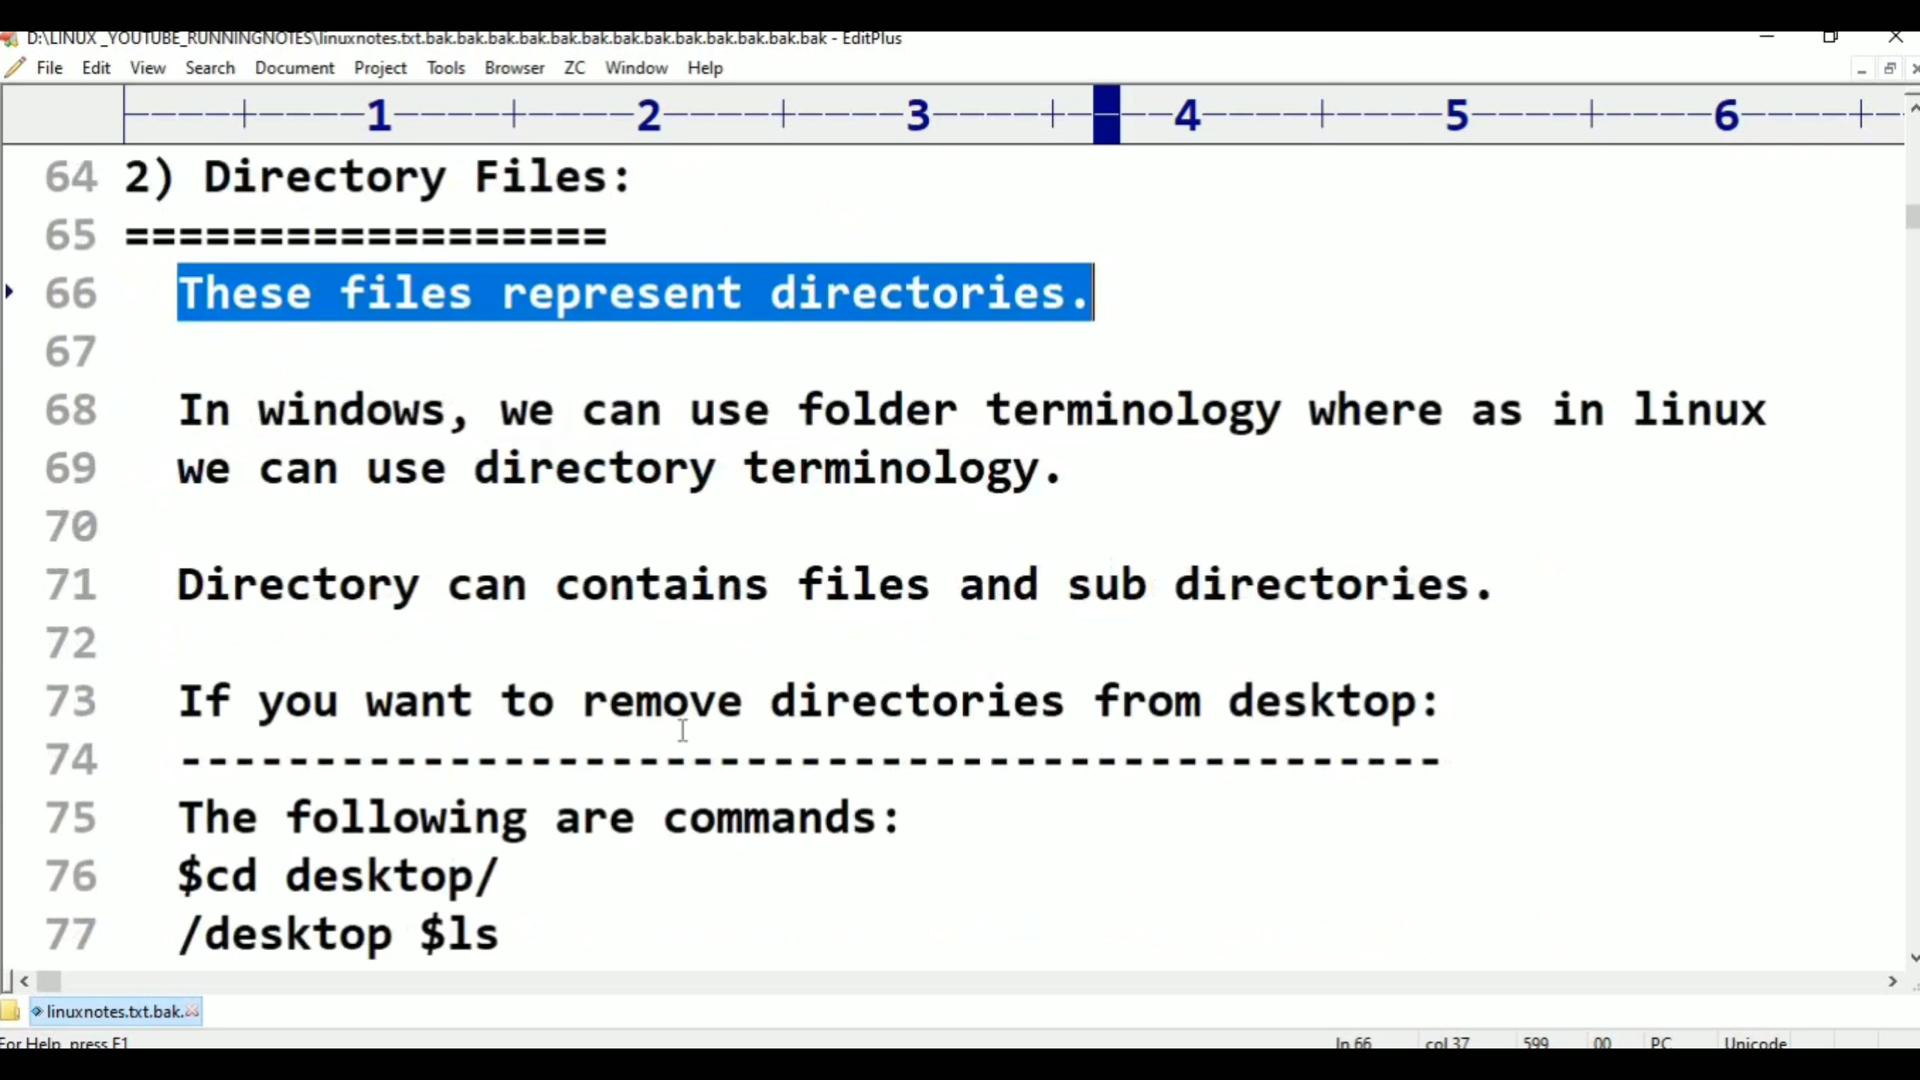 D:\LINUX _YOUTUBE_RUNNINGNOTES\linuxnotes.txt.bak.bak.bak.bak.bak.bak.bak.bak.bak.bak.bak.bak.bak - EditPlus
File Edit View Search Document Project Tools Browser ZC Window Help
1 2 3 4 5 6
64 2) Directory Files:
65 ==================
66 These files represent directories.
67
68 In windows, we can use folder terminology where as in linux
69 we can use directory terminology.
70
71 Directory can contains files and sub directories.
72
73 If you want to remove directories from desktop:
74 -----------------------------------------------
75 The following are commands:
76 $cd desktop/
77 /desktop $ls
linuxnotes.txt.bak.
For Help, press F1 ln 66 col 37 599 00 PC Unicode